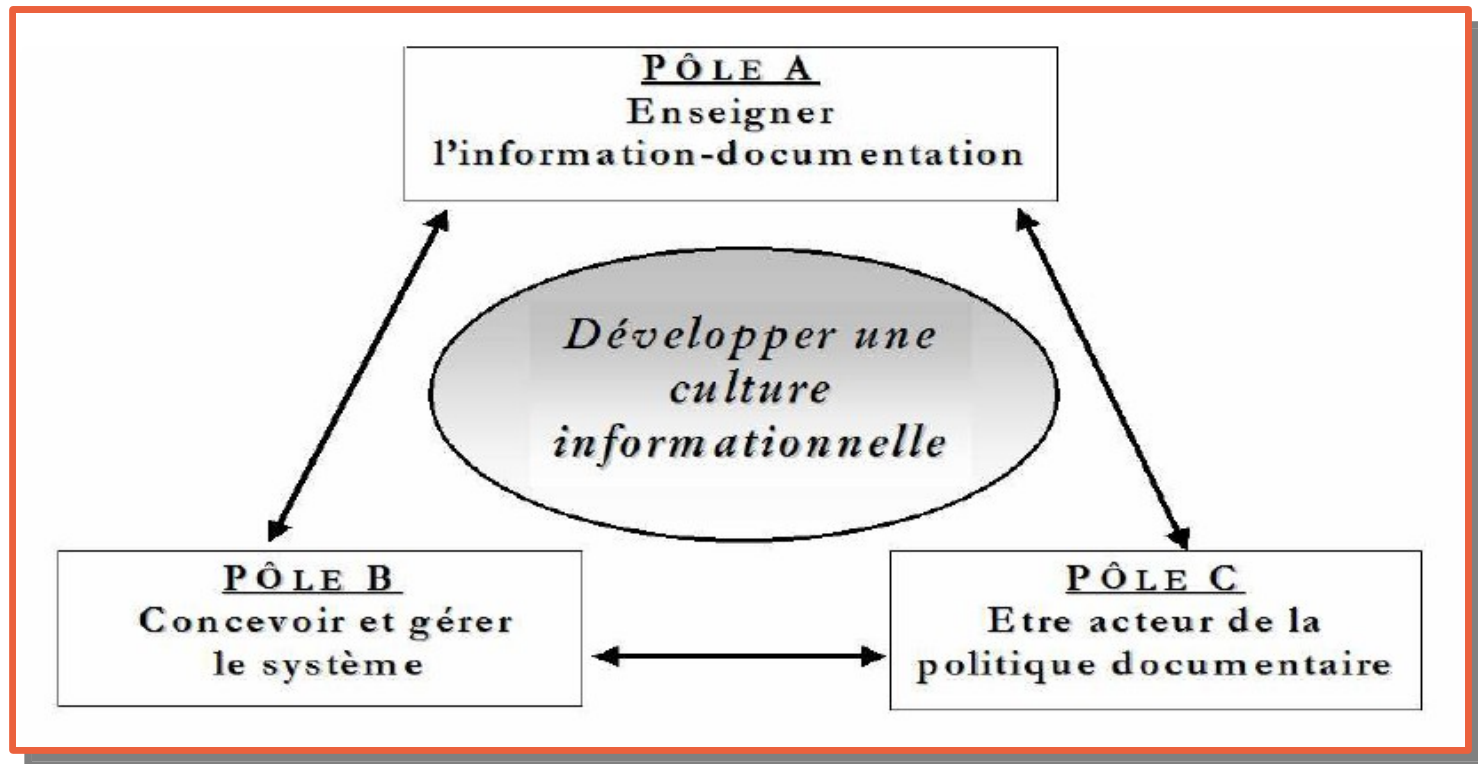 PÔLE A
Enseigner
l'information-documentation
Développer une
culture
informationnelle
PÔLE B
Concevoir et gérer
le système
PÔLE C
Etre acteur de la
politique documentaire